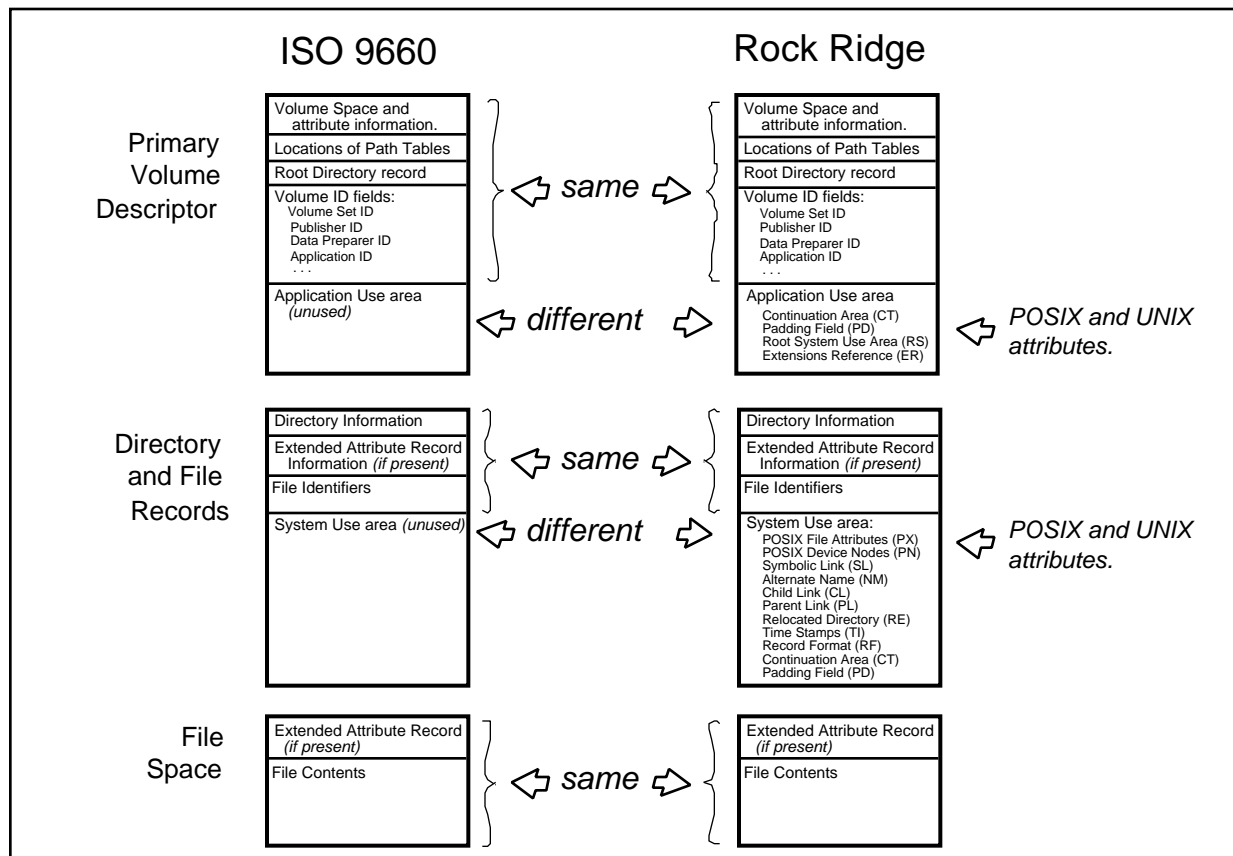 ISO 9660
Rock Ridge
Primary
Volume
Descriptor
Volume Space and
attribute information.
Locations of Path Tables
Root Directory record
Volume ID fields:
Volume Set ID
Publisher ID
Data Preparer ID
Application ID
. . .
Application Use area
(unused)
same
different
Volume Space and
attribute information.
Locations of Path Tables
Root Directory record
Volume ID fields:
Volume Set ID
Publisher ID
Data Preparer ID
Application ID
. . .
Application Use area
Continuation Area (CT)
Padding Field (PD)
Root System Use Area (RS)
Extensions Reference (ER)
POSIX and UNIX
attributes.
Directory
and File
Records
Directory Information
Extended Attribute Record
Information (if present)
File Identifiers
System Use area (unused)
same
different
Directory Information
Extended Attribute Record
Information (if present)
File Identifiers
System Use area:
POSIX File Attributes (PX)
POSIX Device Nodes (PN)
Symbolic Link (SL)
Alternate Name (NM)
Child Link (CL)
Parent Link (PL)
Relocated Directory (RE)
Time Stamps (TI)
Record Format (RF)
Continuation Area (CT)
Padding Field (PD)
POSIX and UNIX
attributes.
File
Space
Extended Attribute Record
(if present)
File Contents
same
Extended Attribute Record
(if present)
File Contents